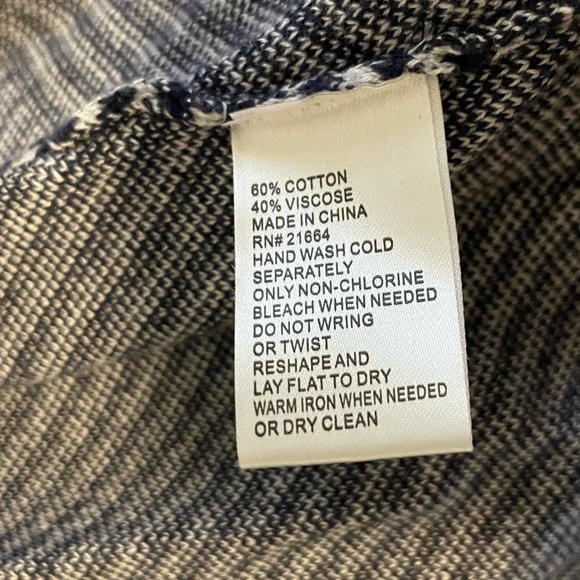 60% COTTON
40% VISCOSE
MADE IN CHINA
RN# 21664
HAND WASH COLD
SEPARATELY
ONLY NON-CHLORINE
BLEACH WHEN NEEDED
DO NOT WRING
OR TWIST
RESHAPE AND
LAY FLAT TO DRY
WARM IRON WHEN NEEDED
OR DRY CLEAN